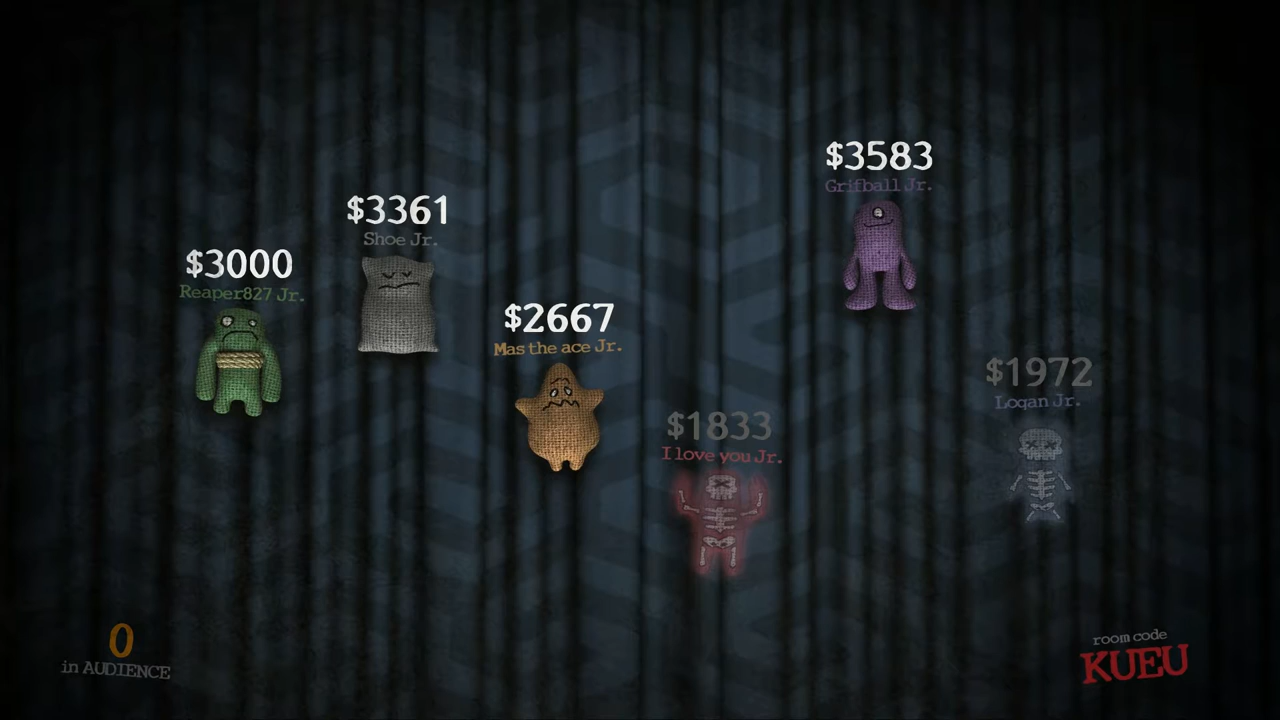 $3583
Grifball Jr.
$3361
Shoe Jr.
$3000
Reaper827 Jr.
$2667
Mas the ace Jr.
$1972
Logan Jr.
$1833
I love you Jr.
0
in AUDIENCE
room code
KUEU